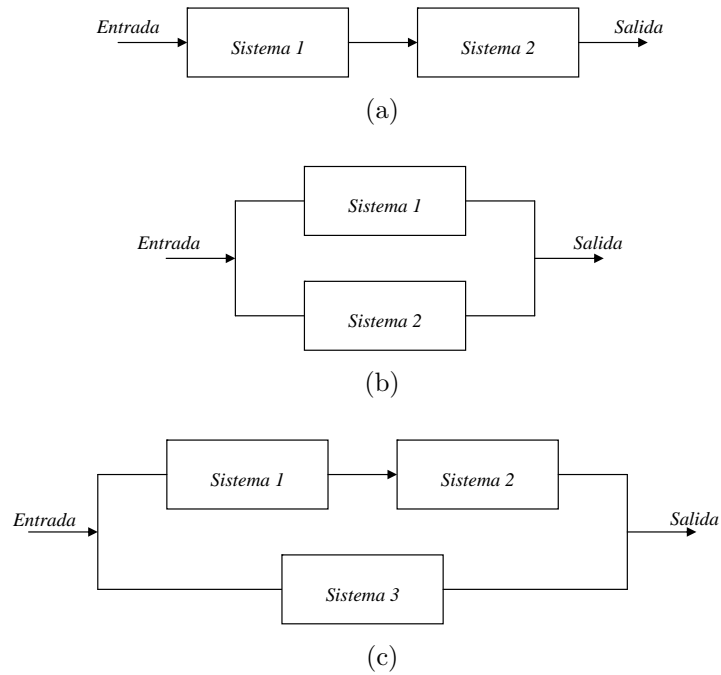 Entrada Sistema 1 Sistema 2 Salida
(a)
Sistema 1
Entrada Salida
Sistema 2
(b)
Sistema 1 Sistema 2
Entrada Salida
Sistema 3
(c)